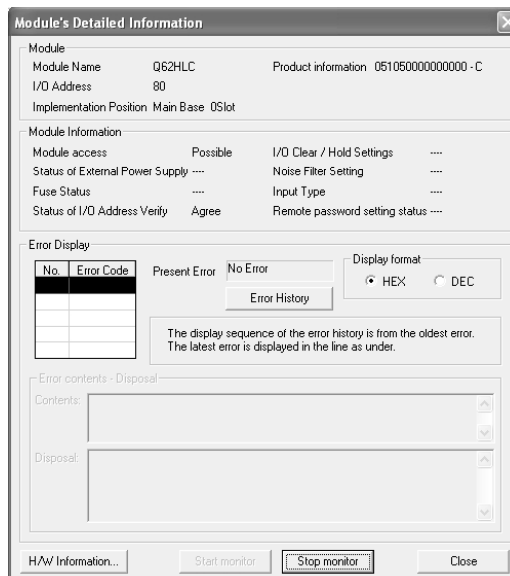 Module's Detailed Information
Module
Module Name Q62HLC Product information 051050000000000 - C
I/O Address 80
Implementation Position Main Base 0Slot
Module Information
Module access Possible I/O Clear / Hold Settings ----
Status of External Power Supply ---- Noise Filter Setting ----
Fuse Status ---- Input Type ----
Status of I/O Address Verify Agree Remote password setting status ----
Error Display
No. Error Code Present Error No Error Display format
HEX DEC
Error History
The display sequence of the error history is from the oldest error.
The latest error is displayed in the line as under.
Error contents - Disposal
Contents:
Disposal:
H/W Information... Start monitor Stop monitor Close